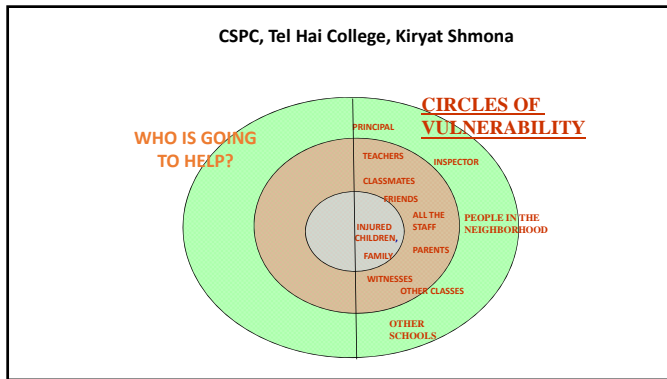 CSPC, Tel Hai College, Kiryat Shmona
CIRCLES OF
VULNERABILITY
WHO IS GOING
TO HELP?
PRINCIPAL
TEACHERS
INSPECTOR
CLASSMATES
FRIENDS
ALL THE
STAFF
PEOPLE IN THE
NEIGHBORHOOD
INJURED
CHILDREN,
FAMILY
PARENTS
WITNESSES
OTHER CLASSES
OTHER
SCHOOLS